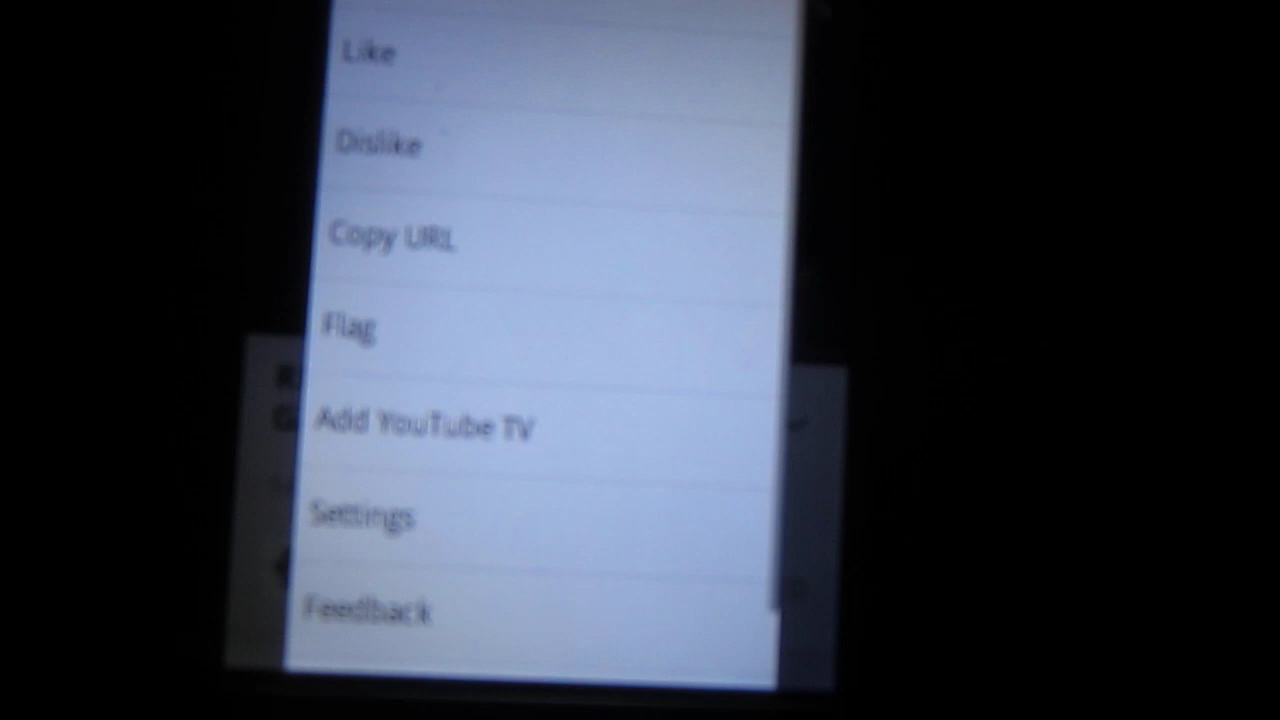 Like
Dislike
Copy URL
Flag
Add YouTube TV
Settings
Feedback